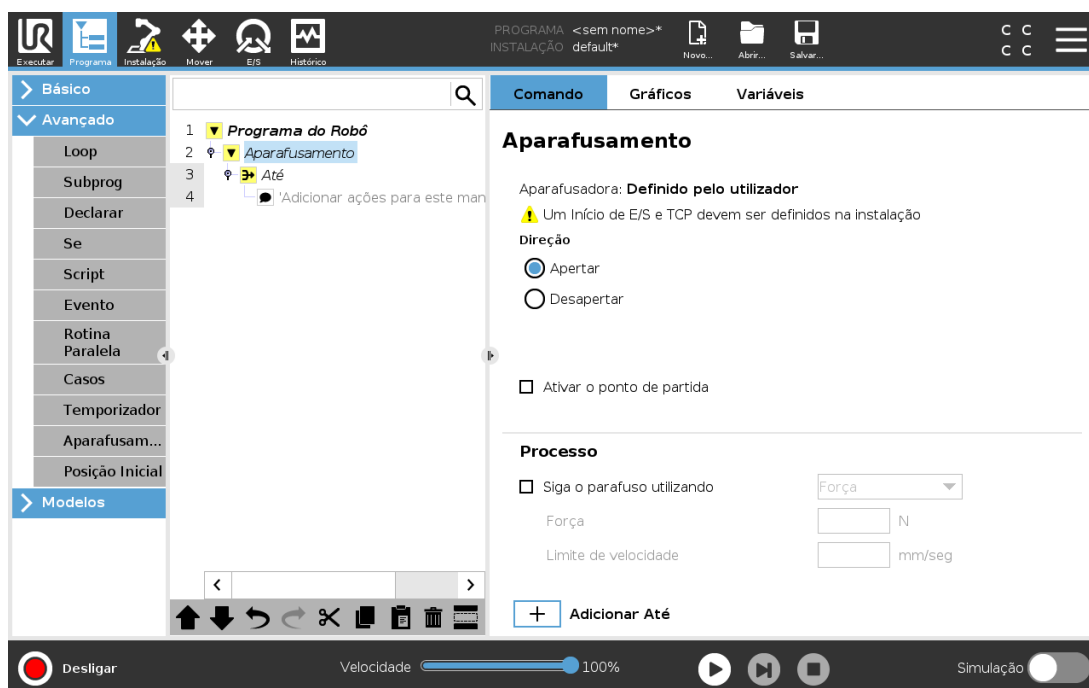 PROGRAMA <sem nome>*
INSTALAÇÃO default*
Executar
Programa
Instalação
Mover
E/S
Histórico
Novo...
Abrir...
Salvar...
C C
C C
Básico
Avançado
Loop
Subprog
Declarar
Se
Script
Evento
Rotina
Paralela
Casos
Temporizador
Aparafusam...
Posição Inicial
Modelos
1 Programa do Robô
2 Aparafusamento
3 Até
4 'Adicionar ações para este man
Comando Gráficos Variáveis
Aparafusamento
Aparafusadora: Definido pelo utilizador
Um Início de E/S e TCP devem ser definidos na instalação
Direção
Apertar
Desapertar
Ativar o ponto de partida
Processo
Siga o parafuso utilizando Força
Força N
Limite de velocidade mm/seg
+ Adicionar Até
Desligar
Velocidade 100%
Simulação